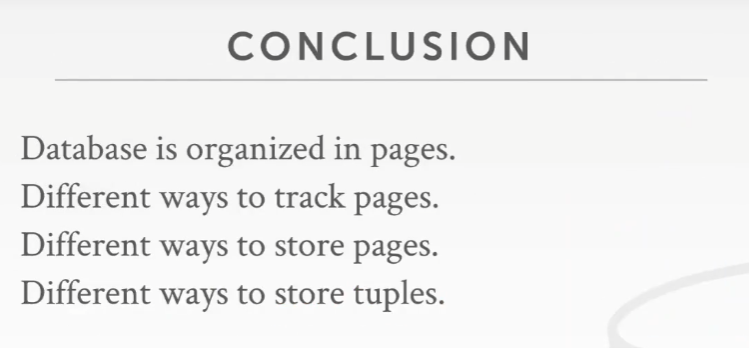 CONCLUSION
Database is organized in pages.
Different ways to track pages.
Different ways to store pages.
Different ways to store tuples.